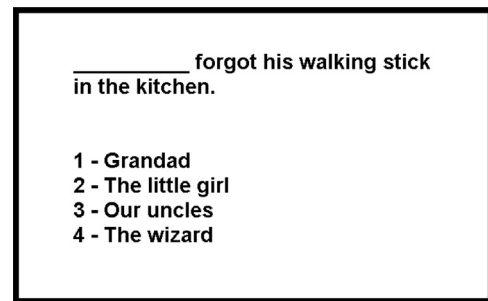 __________ forgot his walking stick
in the kitchen.
1 - Grandad
2 - The little girl
3 - Our uncles
4 - The wizard